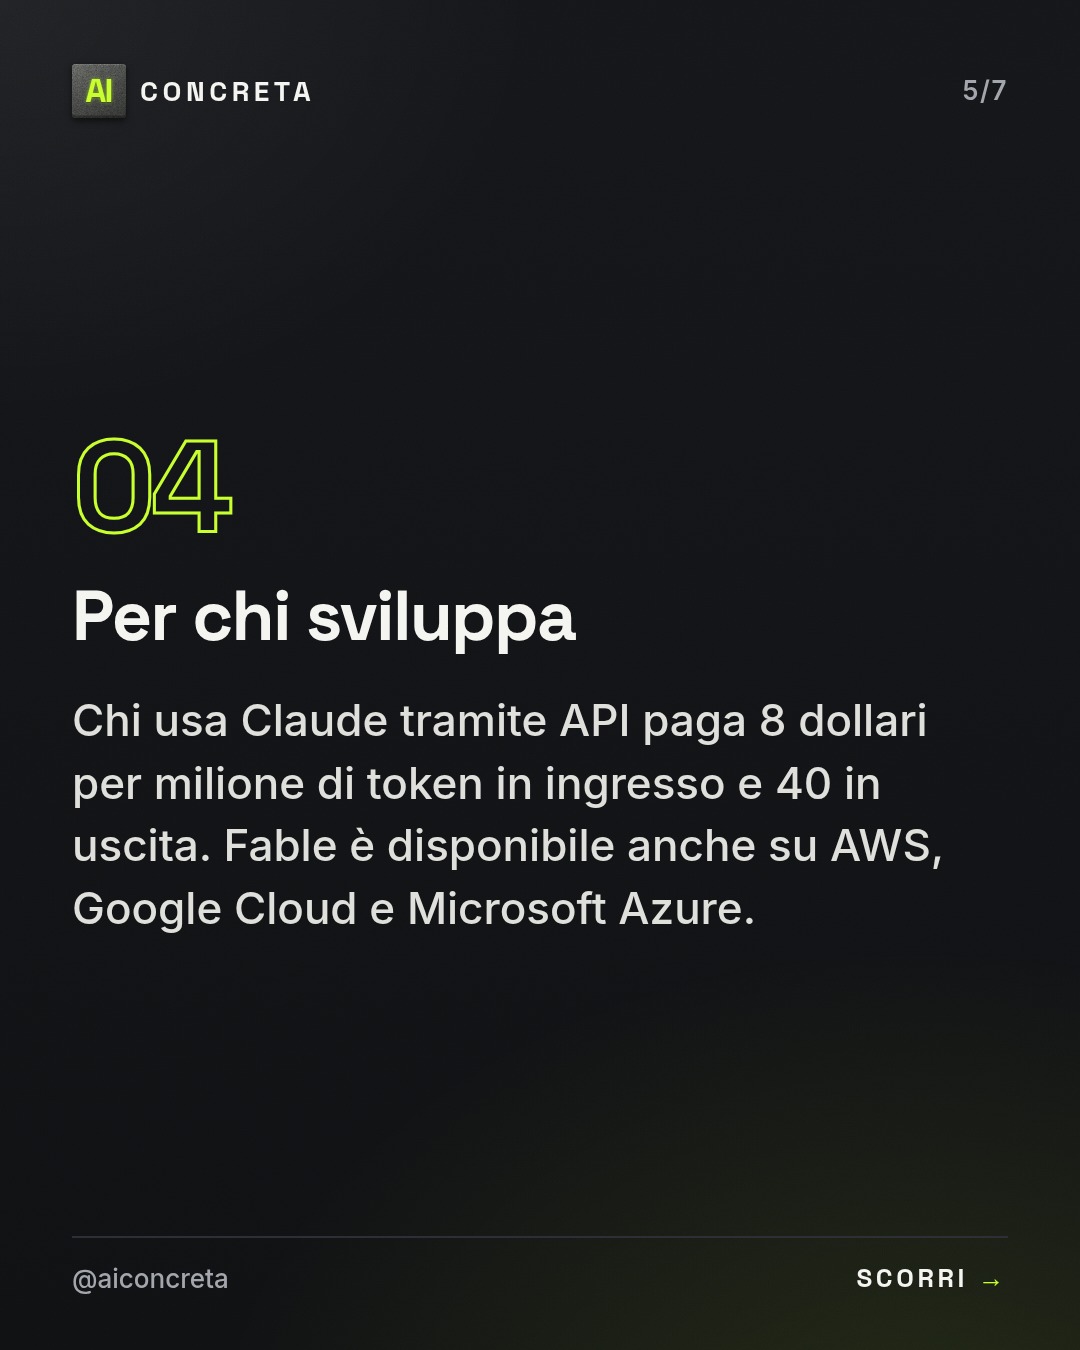 AI CONCRETA
5/7
04
Per chi sviluppa
Chi usa Claude tramite API paga 8 dollari
per milione di token in ingresso e 40 in
uscita. Fable è disponibile anche su AWS,
Google Cloud e Microsoft Azure.
@aiconcreta
SCORRI →